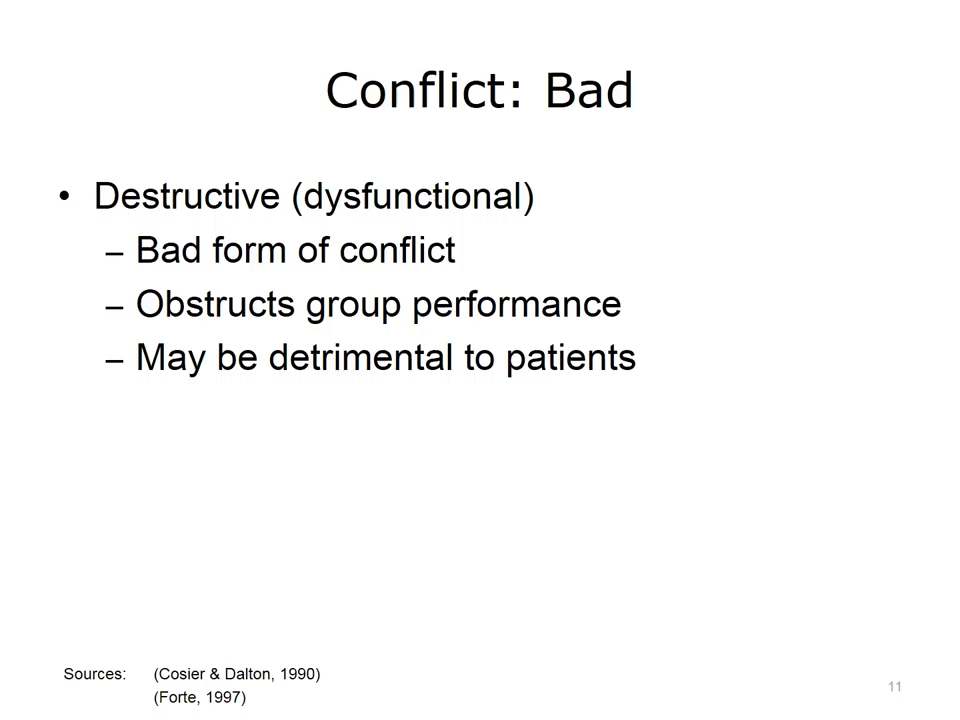 Conflict: Bad
• Destructive (dysfunctional)
– Bad form of conflict
– Obstructs group performance
– May be detrimental to patients
Sources: (Cosier & Dalton, 1990)
(Forte, 1997)
11